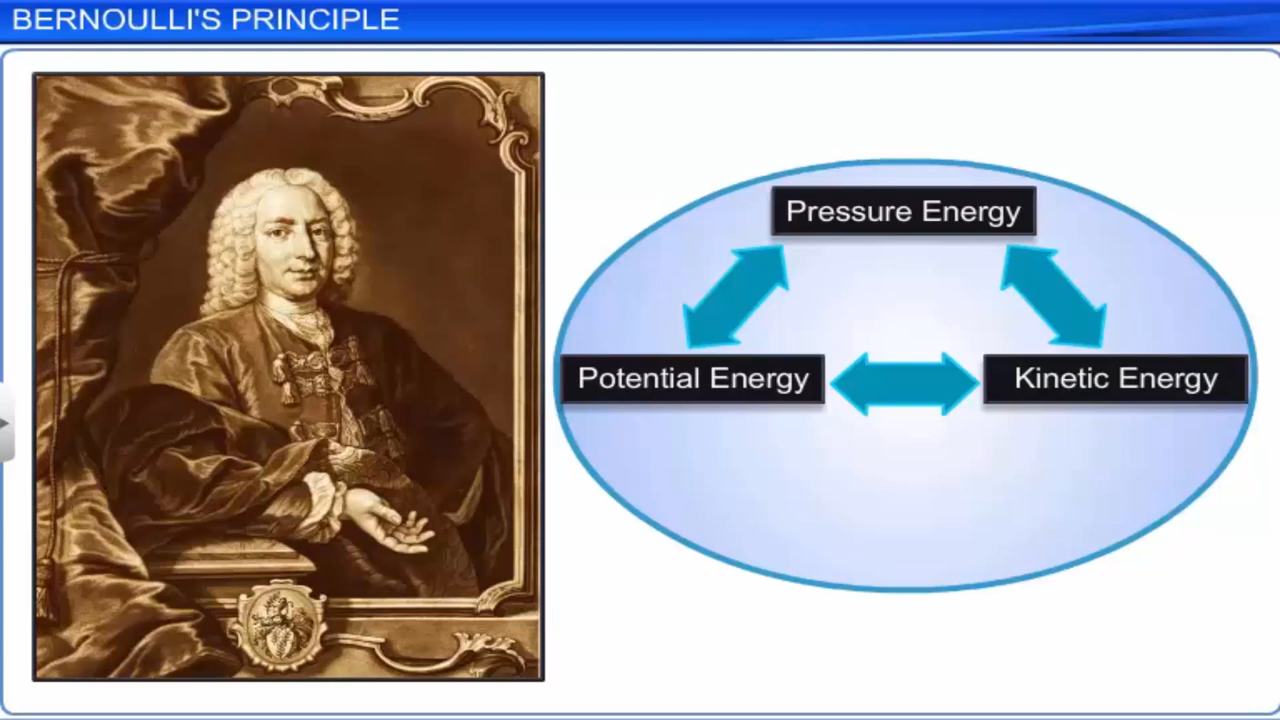 BERNOULLI'S PRINCIPLE
Pressure Energy
Potential Energy
Kinetic Energy